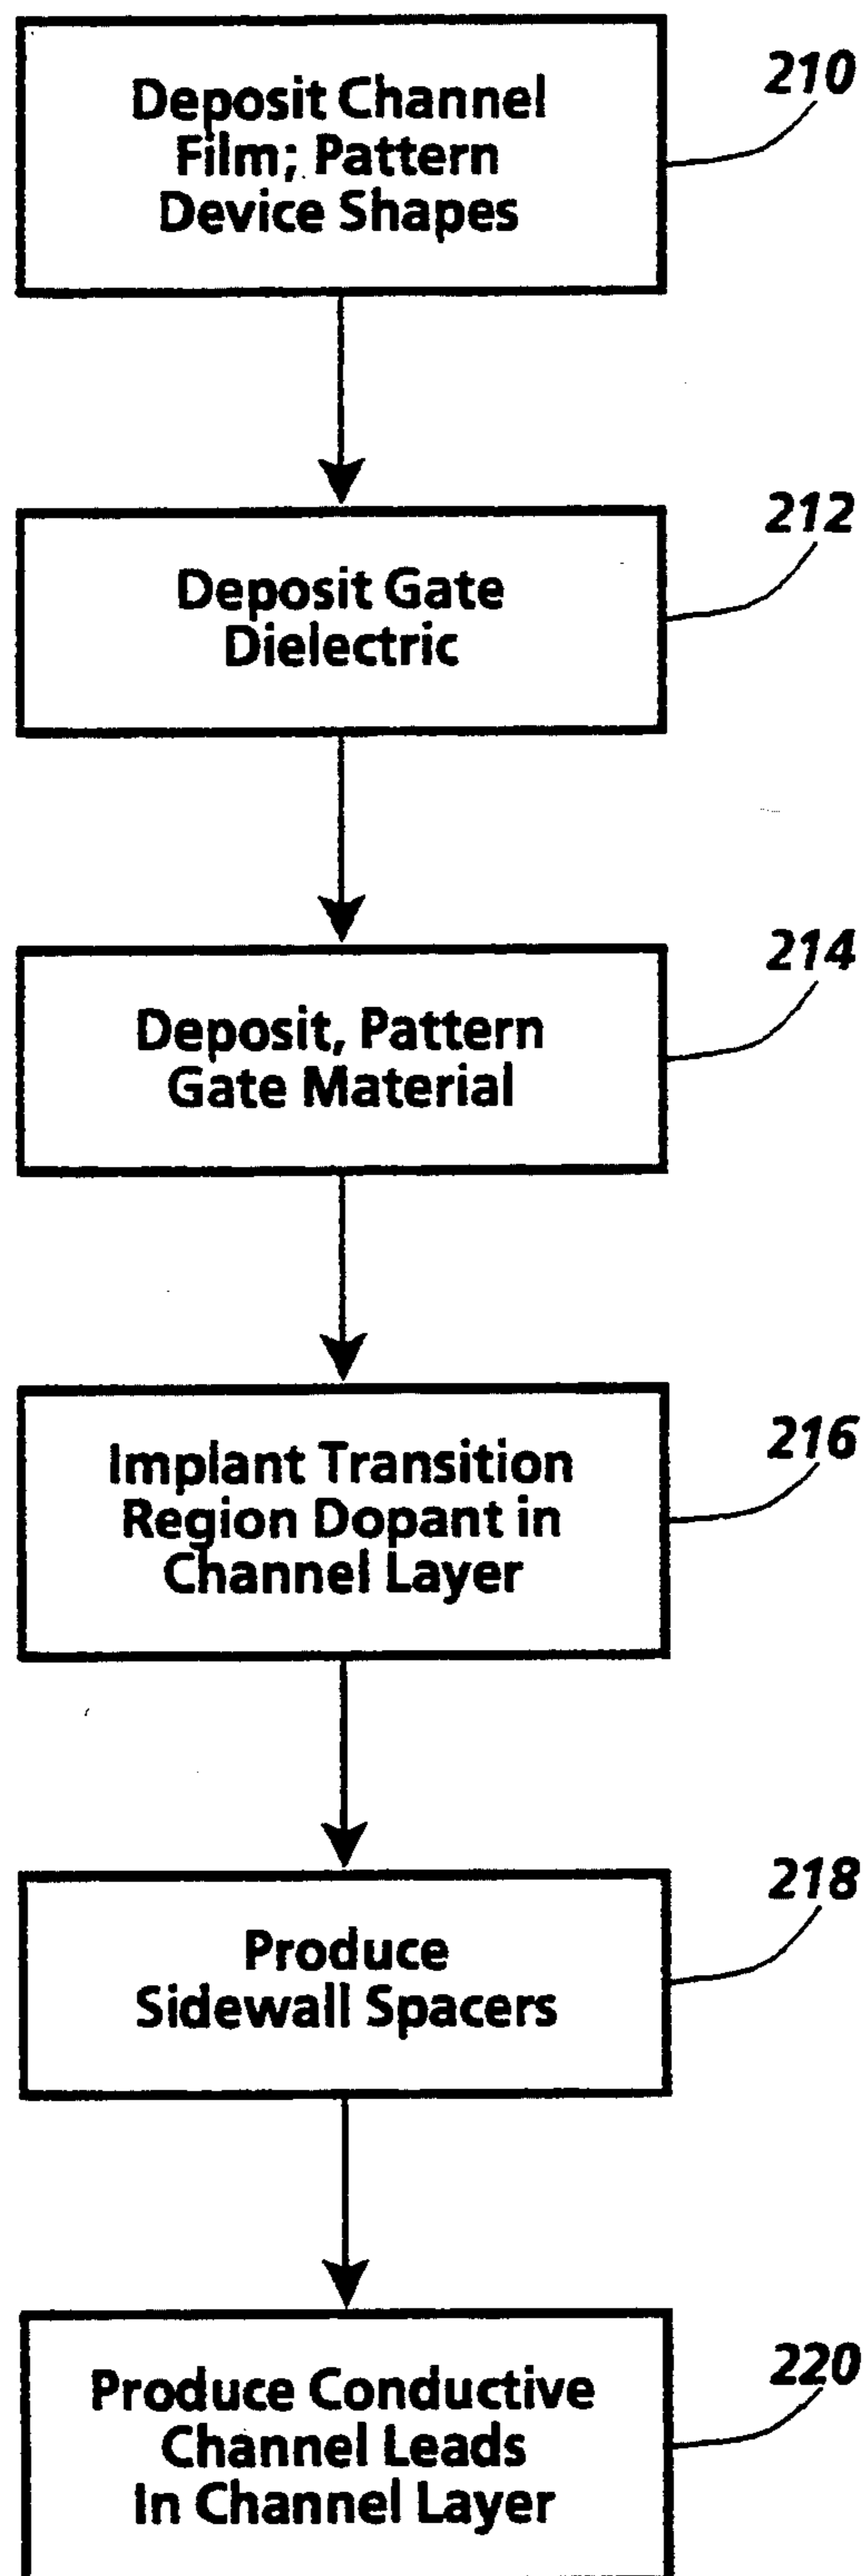 210
Deposit Channel
Film; Pattern
Device Shapes
212
Deposit Gate
Dielectric
214
Deposit, Pattern
Gate Material
216
Implant Transition
Region Dopant in
Channel Layer
218
Produce
Sidewall Spacers
220
Produce Conductive
Channel Leads
In Channel Layer